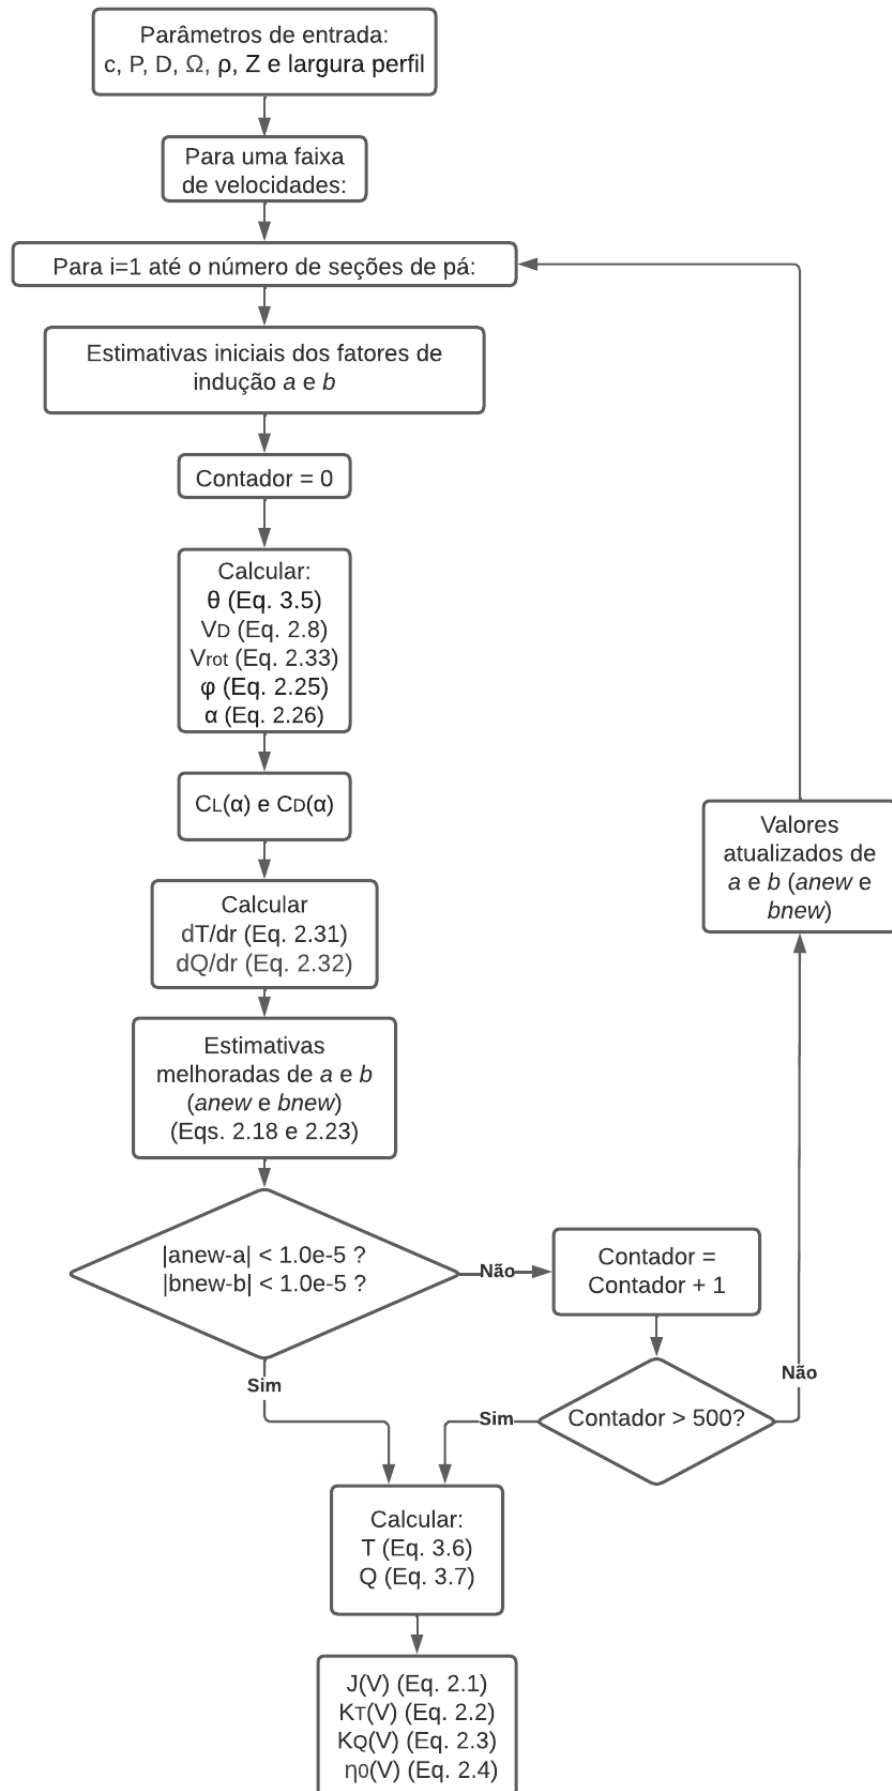 Parâmetros de entrada:
c, P, D, Ω, ρ, Z e largura perfil
Para uma faixa
de velocidades:
Para i=1 até o número de seções de pá:
Estimativas iniciais dos fatores de
indução a e b
Contador = 0
Calcular:
θ (Eq. 3.5)
VD (Eq. 2.8)
Vrot (Eq. 2.33)
φ (Eq. 2.25)
α (Eq. 2.26)
CL(α) e CD(α)
Calcular
dT/dr (Eq. 2.31)
dQ/dr (Eq. 2.32)
Estimativas
melhoradas de a e b
(anew e bnew)
(Eqs. 2.18 e 2.23)
|anew-a| < 1.0e-5 ?
|bnew-b| < 1.0e-5 ?
Não
Contador =
Contador + 1
Contador > 500?
Não
Valores
atualizados de
a e b (anew e
bnew)
Sim
Sim
Calcular:
T (Eq. 3.6)
Q (Eq. 3.7)
J(V) (Eq. 2.1)
KT(V) (Eq. 2.2)
KQ(V) (Eq. 2.3)
η0(V) (Eq. 2.4)